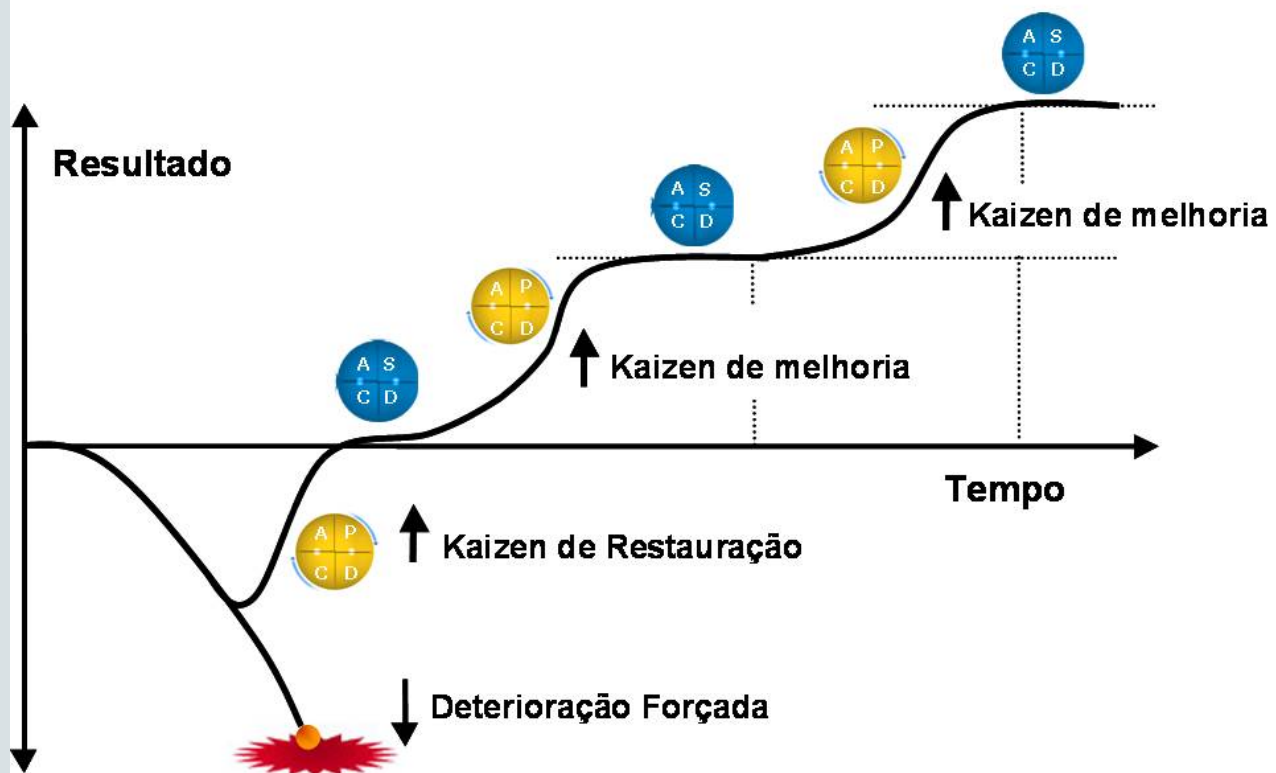 A S
C D
Resultado
A P
C D
A S
C D
Kaizen de melhoria
A P
C D
A S
C D
Kaizen de melhoria
Tempo
A P
C D
Kaizen de Restauração
Deterioração Forçada